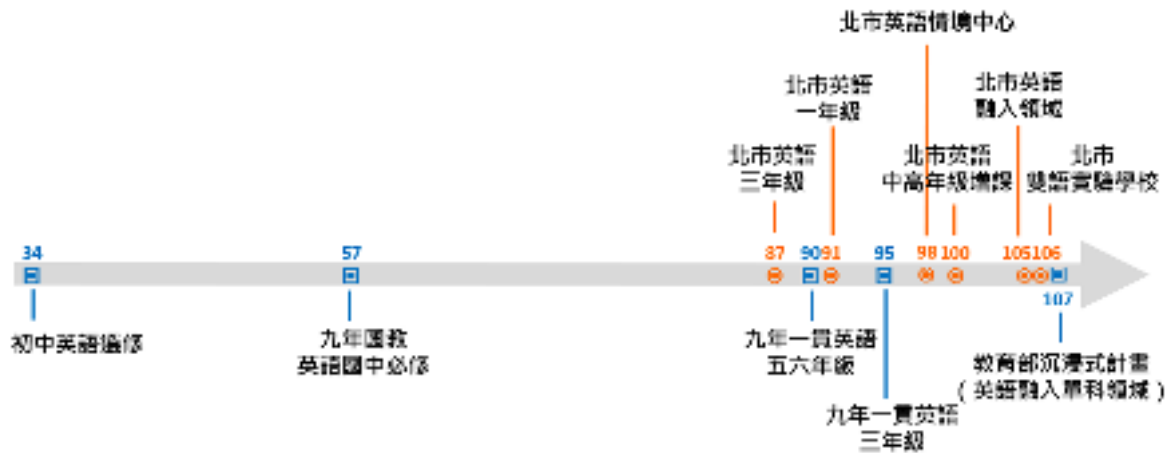 北市英語情境中心
北市英語
一年級
北市英語
融入領域
北市英語
三年級
北市英語
中高年級增課
北市
雙語實驗學校
34
57
87
90
91
95
98
100
105
106
107
初中英語選修
九年國教
英語國中必修
九年一貫英語
五六年級
九年一貫英語
三年級
教育部沉浸式計畫
(英語融入單科領域)